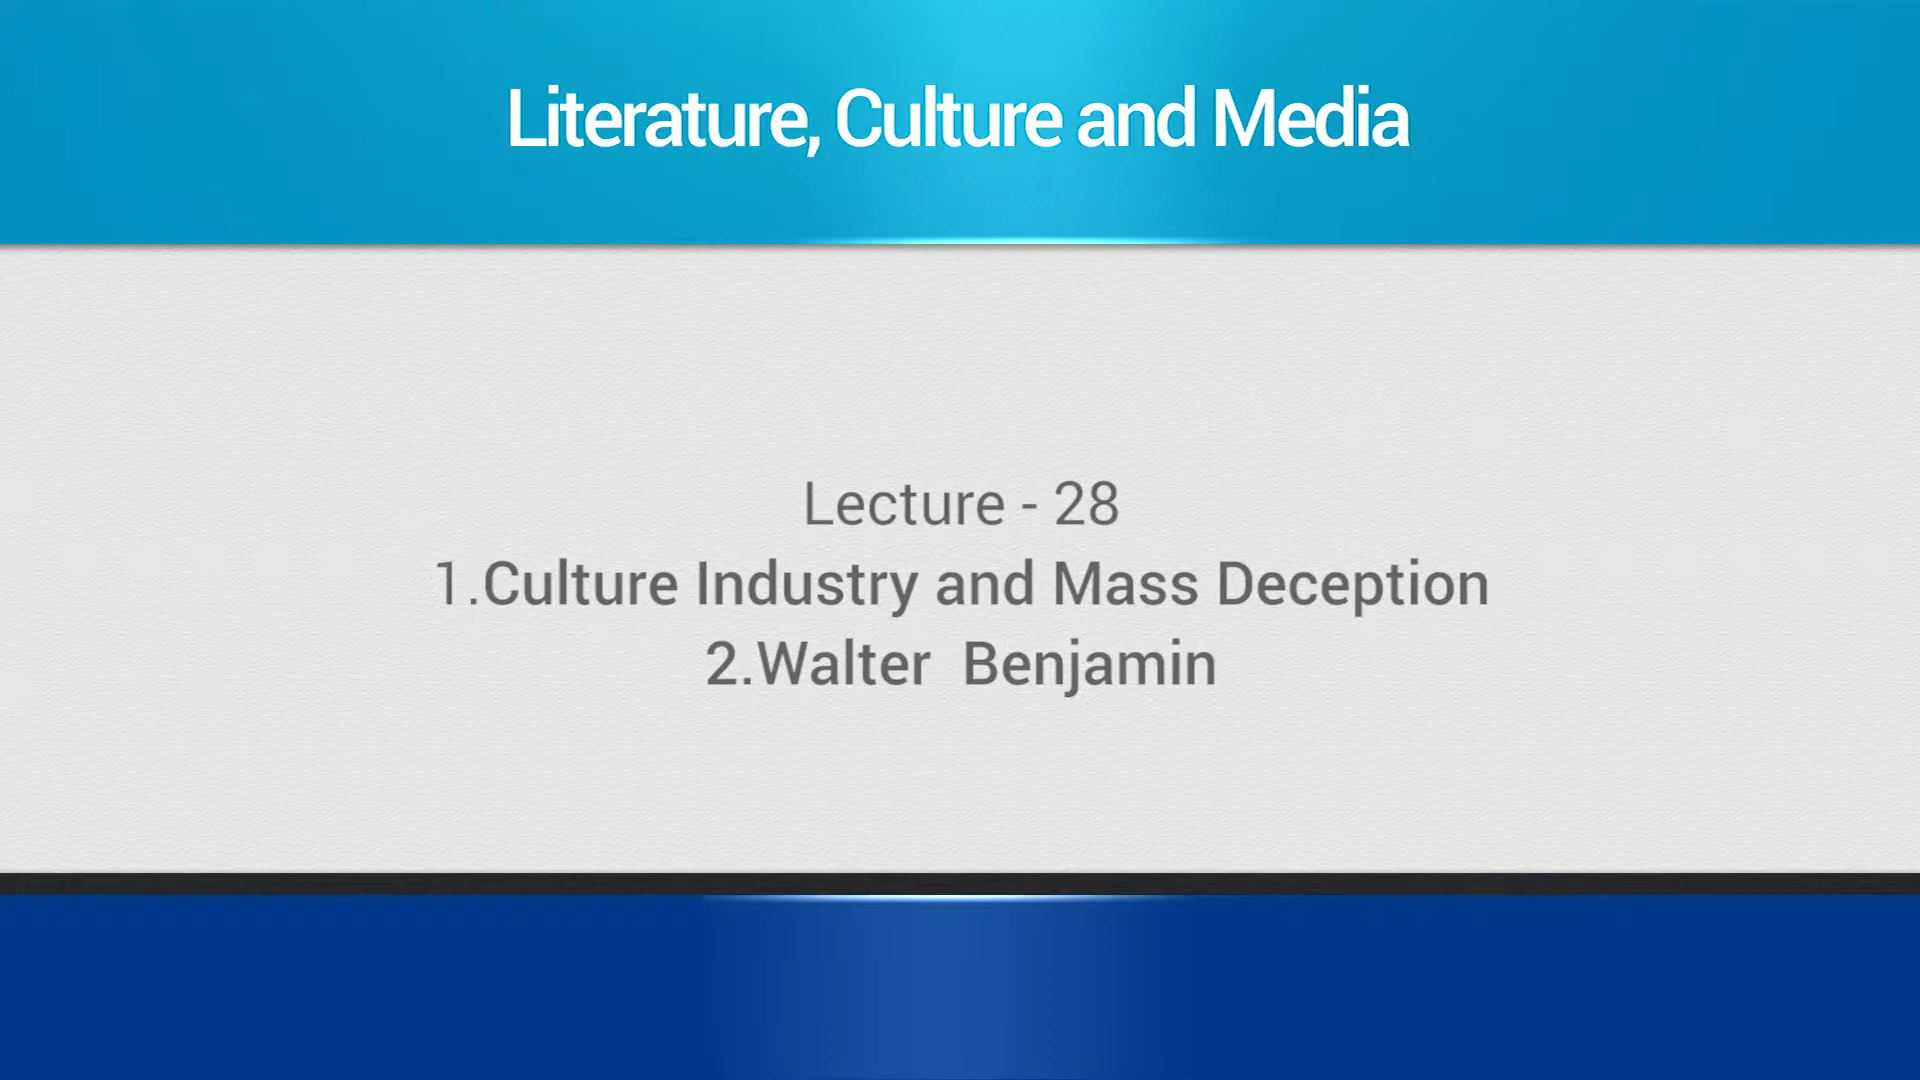 Literature, Culture and Media
Lecture - 28
1.Culture Industry and Mass Deception
2.Walter  Benjamin